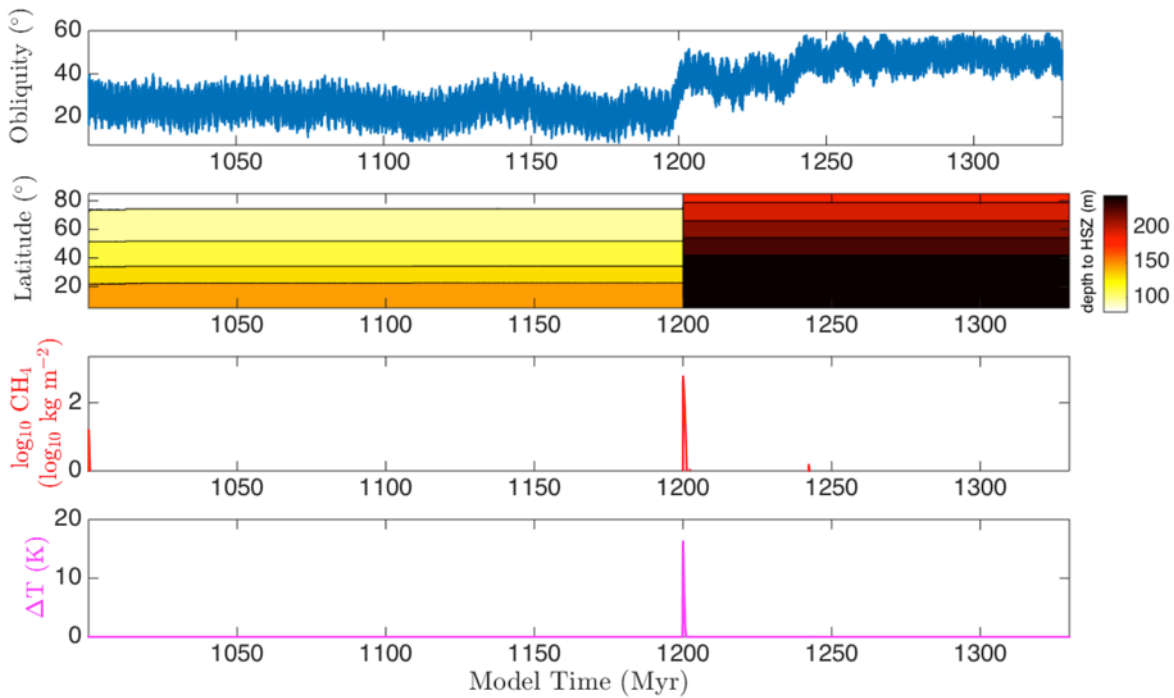 Obliquity (°)
60
40
20
1050 1100 1150 1200 1250 1300
Latitude (°)
80
60
40
20
1050 1100 1150 1200 1250 1300
depth to HSZ (m)
200
150
100
log₁₀ CH₄
(log₁₀ kg m⁻²)
2
0
1050 1100 1150 1200 1250 1300
ΔT (K)
20
10
0
1050 1100 1150 1200 1250 1300
Model Time (Myr)